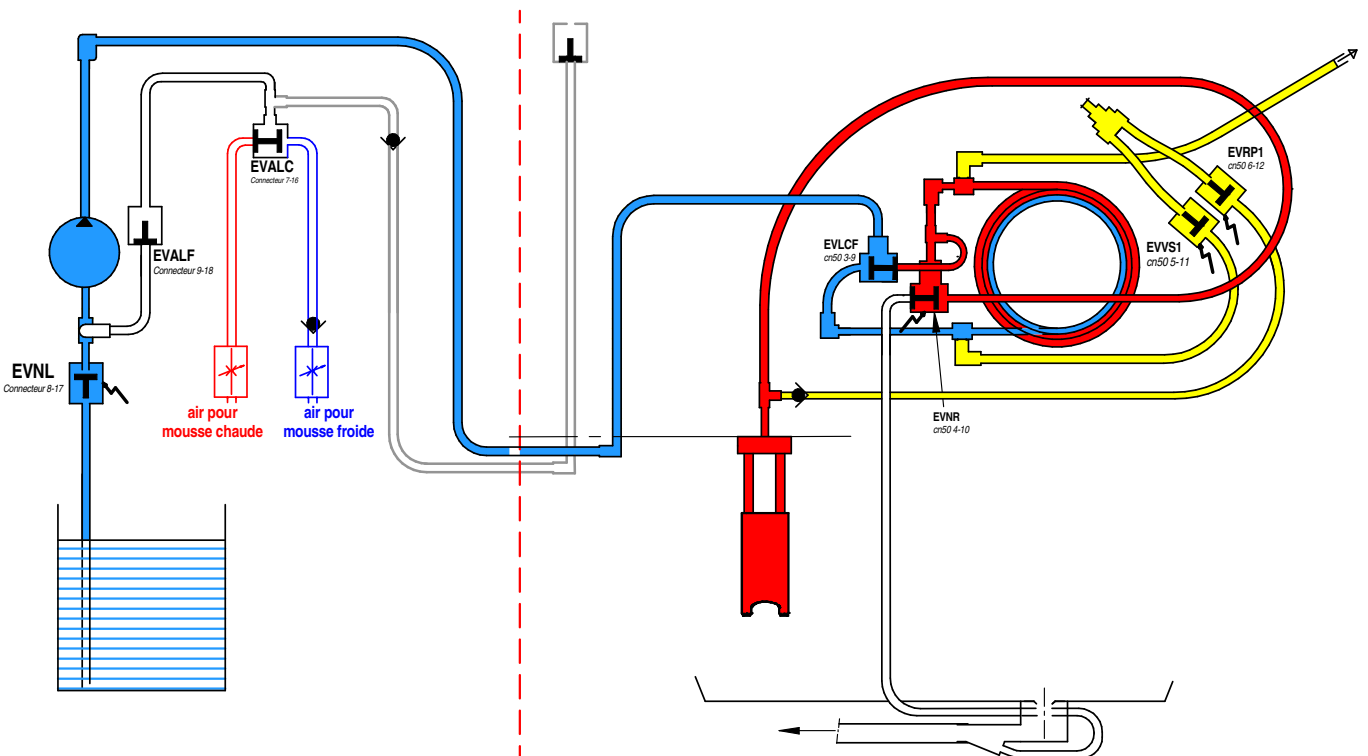 EVALC
Connecteur 7-16
EVALF
Connecteur 9-18
EVNL
Connecteur 8-17
air pour
mousse chaude
air pour
mousse froide
EVLCF
cn50 3-9
EVNR
cn50 4-10
EVRP1
cn50 6-12
EVVS1
cn50 5-11